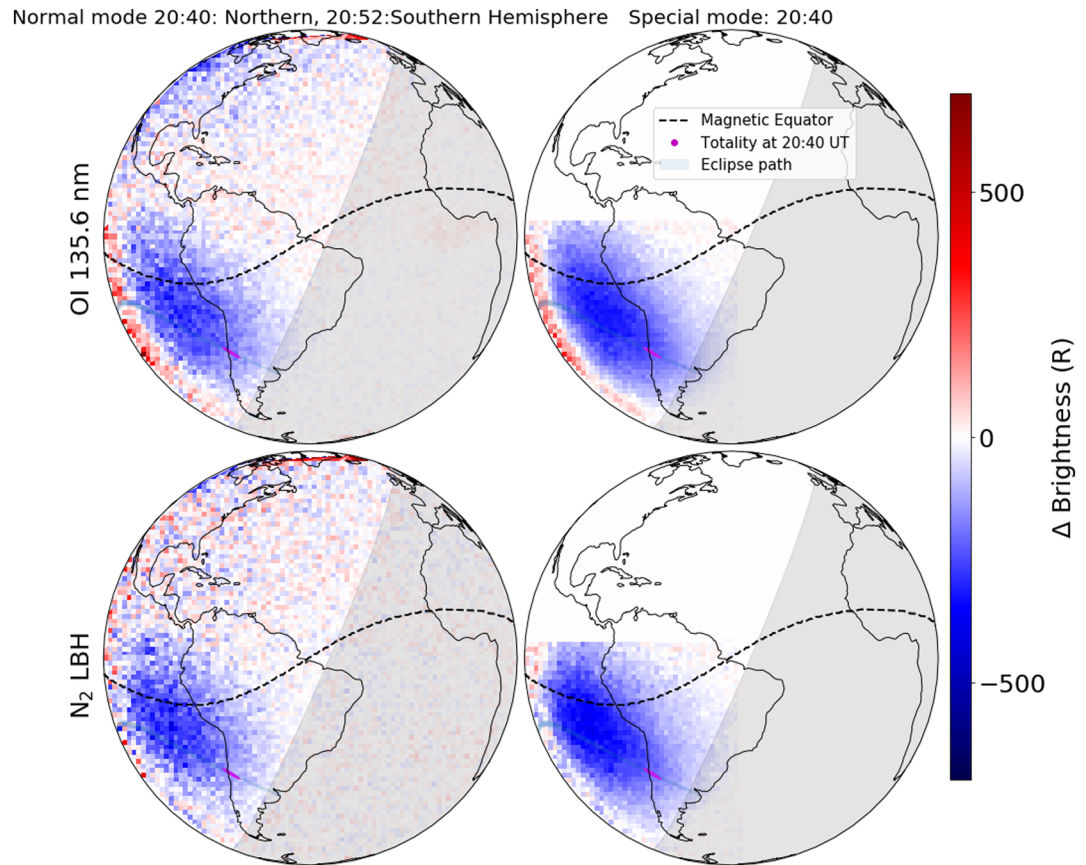 Normal mode 20:40: Northern, 20:52:Southern Hemisphere Special mode: 20:40
OI 135.6 nm
Magnetic Equator
Totality at 20:40 UT
Eclipse path
N₂ LBH
500
0
−500
Δ Brightness (R)